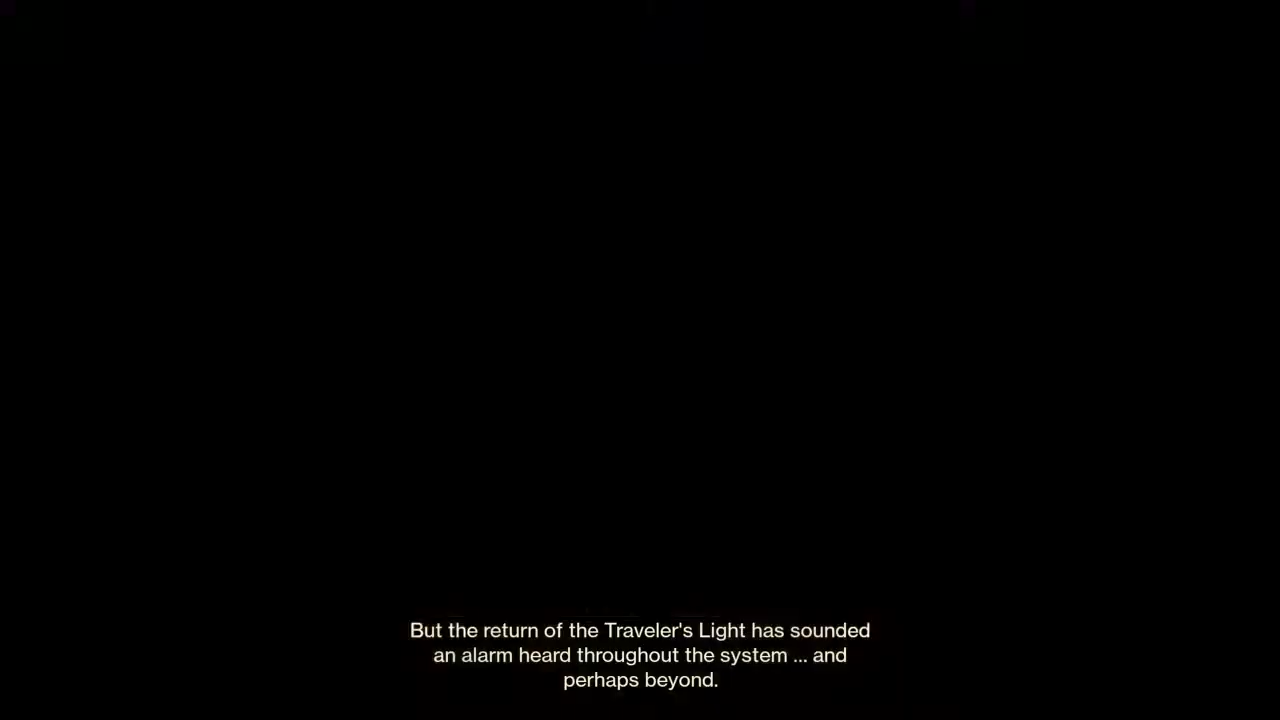 But the return of the Traveler's Light has sounded
an alarm heard throughout the system ... and
perhaps beyond.